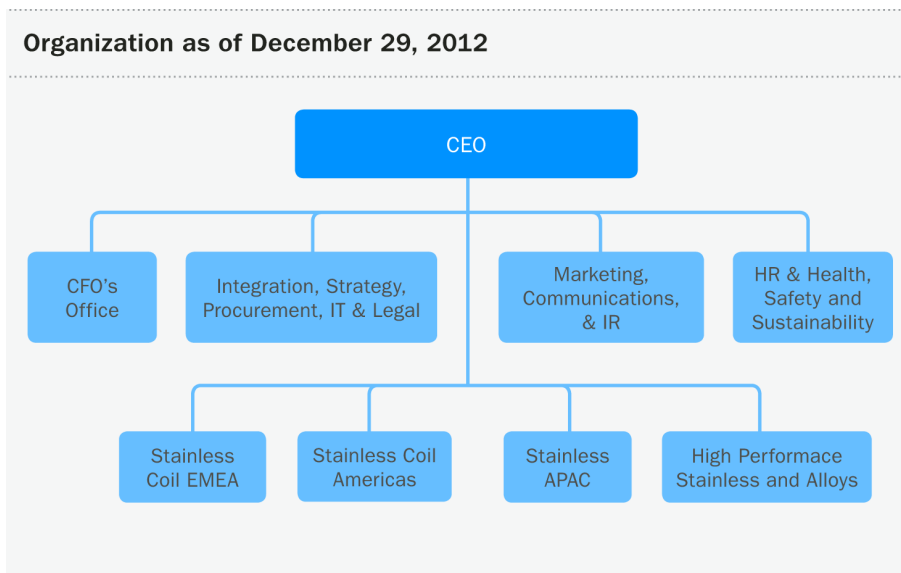 Organization as of December 29, 2012
CEO
CFO's
Office
Integration, Strategy,
Procurement, IT & Legal
Marketing,
Communications,
& IR
HR & Health,
Safety and
Sustainability
Stainless
Coil EMEA
Stainless Coil
Americas
Stainless
APAC
High Performace
Stainless and Alloys